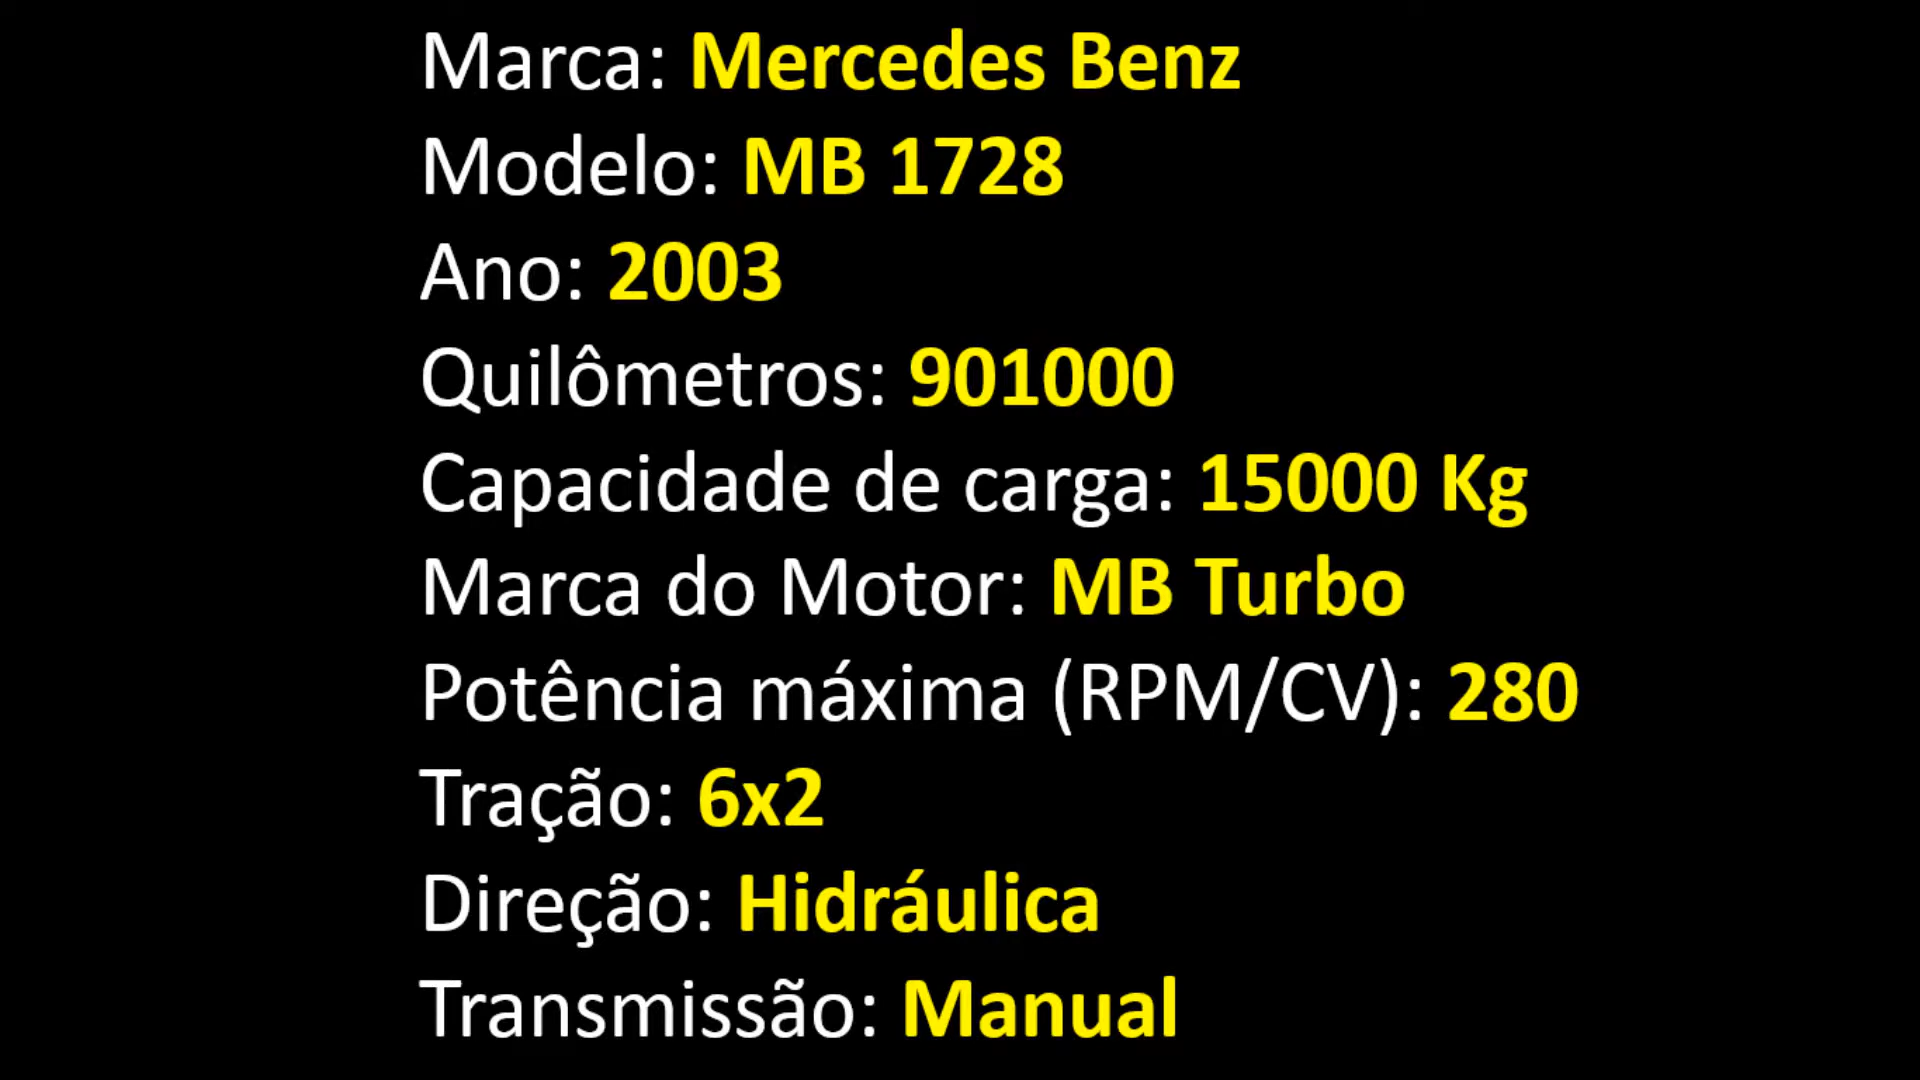 Marca: Mercedes Benz
Modelo: MB 1728
Ano: 2003
Quilômetros: 901000
Capacidade de carga: 15000 Kg
Marca do Motor: MB Turbo
Potência máxima (RPM/CV): 280
Tração: 6x2
Direção: Hidráulica
Transmissão: Manual